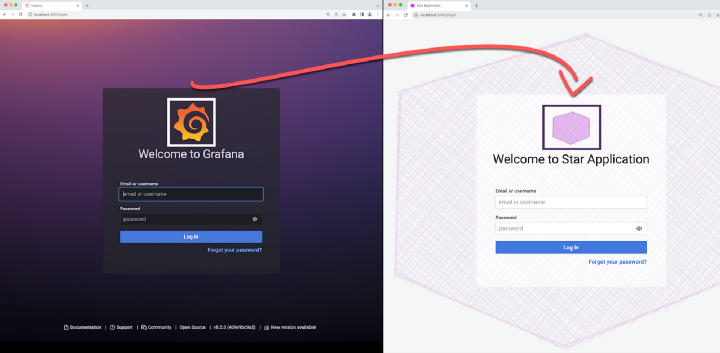 Grafana
localhost:3000/login
Welcome to Grafana
Email or username
email or username
Password
password
Log in
Forgot your password?
Documentation | Support | Community | Open Source | v8.5.3 (409e9bc9a5) | New version available!
Star Application
localhost:3000/login
Welcome to Star Application
Email or username
email or username
Password
password
Log in
Forgot your password?